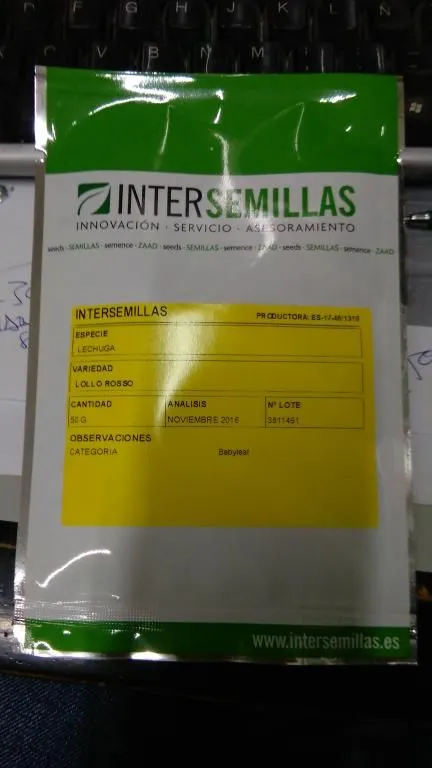 INTERSEMILLAS
INNOVACIÓN · SERVICIO · ASESORAMIENTO
seeds - SEMILLAS - semence - ZAAD - seeds - SEMILLAS - semence - ZAAD - seeds - SEMILLAS - semence - ZAAD
INTERSEMILLAS PRODUCTORA: ES-17-46/1315
ESPECIE
LECHUGA
VARIEDAD
LOLLO ROSSO
CANTIDAD ANALISIS Nº LOTE
50 G NOVIEMBRE 2016 3811451
OBSERVACIONES
CATEGORIA Babyleaf
www.intersemillas.es